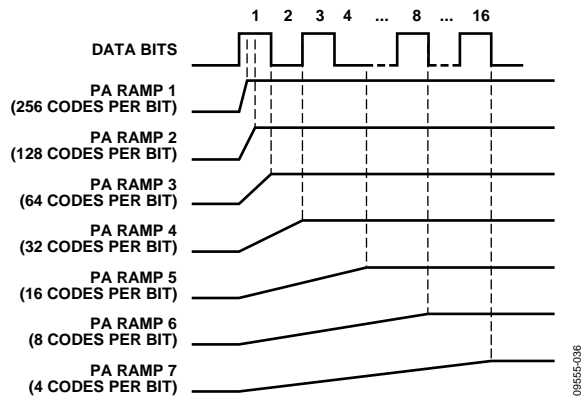 1 2 3 4 ... 8 ... 16
DATA BITS
PA RAMP 1
(256 CODES PER BIT)
PA RAMP 2
(128 CODES PER BIT)
PA RAMP 3
(64 CODES PER BIT)
PA RAMP 4
(32 CODES PER BIT)
PA RAMP 5
(16 CODES PER BIT)
PA RAMP 6
(8 CODES PER BIT)
PA RAMP 7
(4 CODES PER BIT)
09555-036